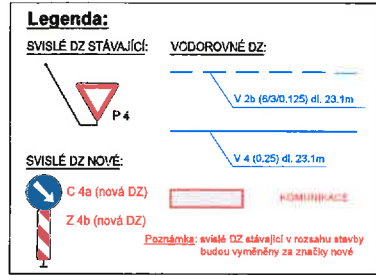 Legenda:
SVISLÉ DZ STÁVAJÍCÍ:
P 4
SVISLÉ DZ NOVÉ:
C 4a (nová DZ)
Z 4b (nová DZ)
VODOROVNÉ DZ:
V 2b (6/3/0,125) dl. 23.1m
V 4 (0.25) dl. 23.1m
KOMUNIKACE
Poznámka: svislé DZ stávající v rozsahu stavby
budou vyměněny za značky nové